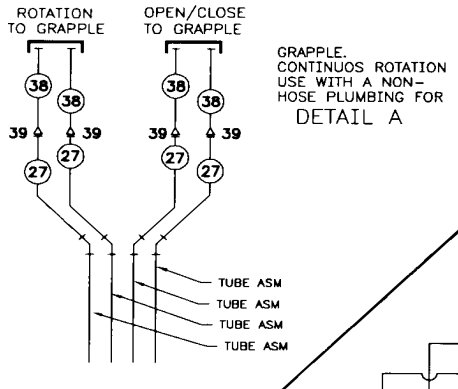 ROTATION
TO GRAPPLE
OPEN/CLOSE
TO GRAPPLE
GRAPPLE.
CONTINUOS ROTATION
USE WITH A NON-
HOSE PLUMBING FOR
DETAIL A
38
38
38
38
39
39
39
39
27
27
27
27
TUBE ASM
TUBE ASM
TUBE ASM
TUBE ASM